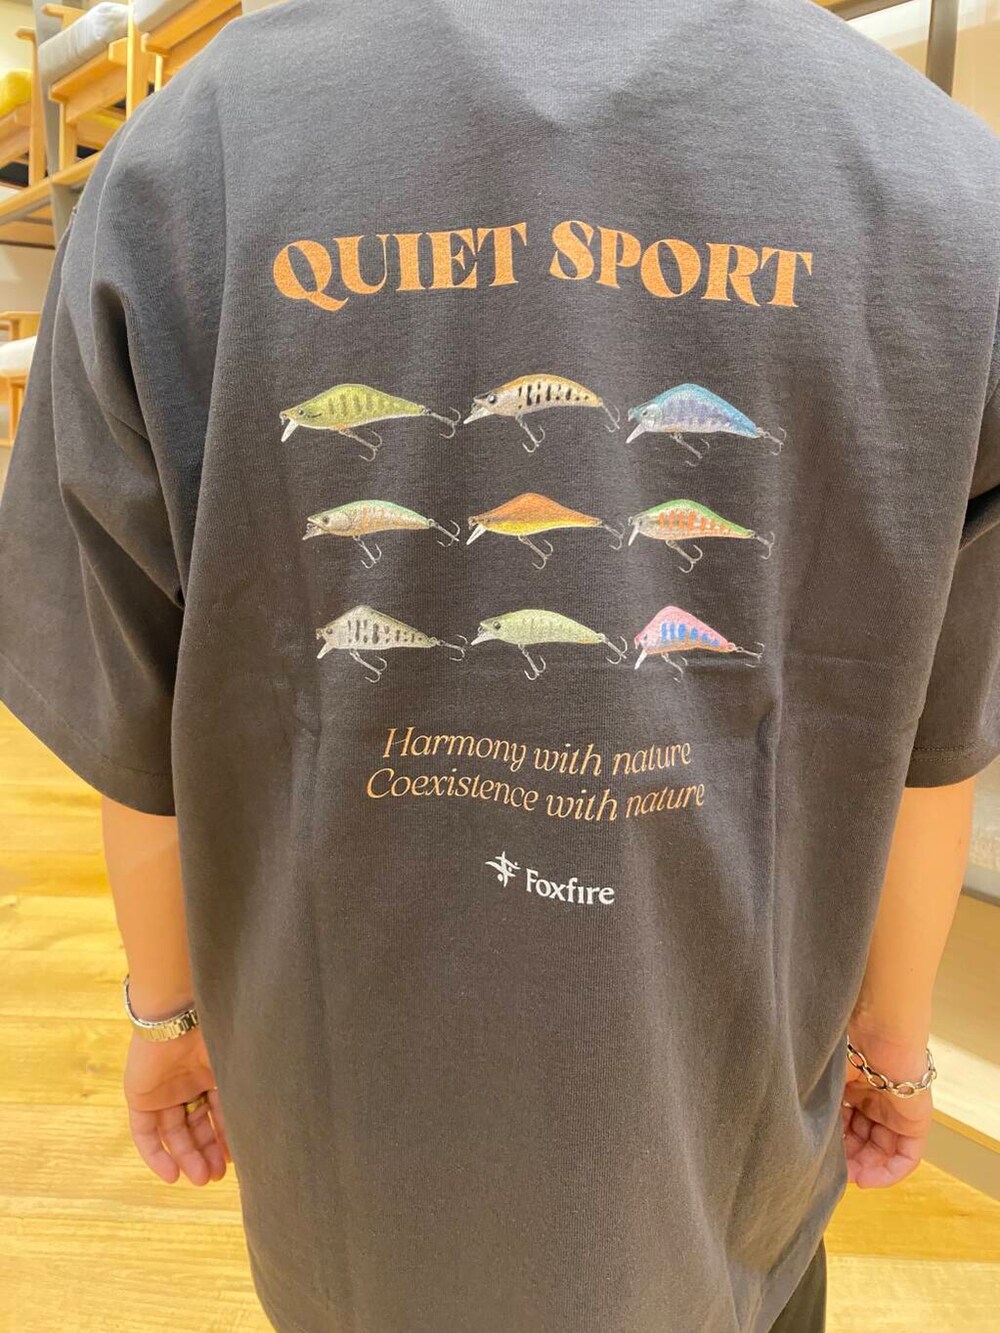 QUIET SPORT
Harmony with nature
Coexistence with nature
Foxfire